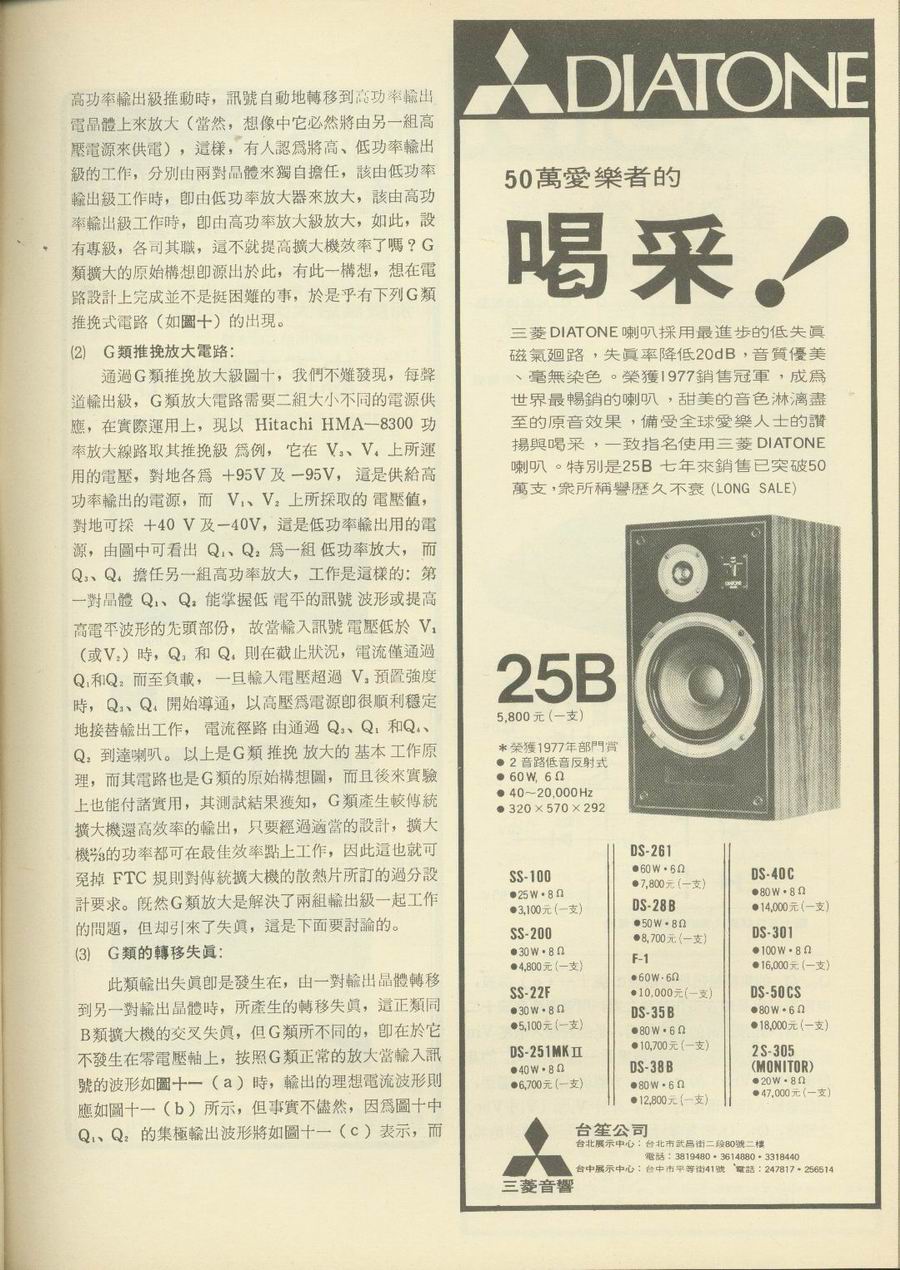 高功率輸出級推動時，訊號自動地轉移到高功率輸出
電晶體上來放大（當然，想像中它必然將由另一組高
壓電源來供電），這樣，有人認爲將高、低功率輸出
級的工作，分別由兩對晶體來獨自擔任，該由低功率
輸出級工作時，卽由低功率放大器來放大，該由高功
率輸出級工作時，卽由高功率放大級放大，如此，設
有專級，各司其職，這不就提高擴大機效率了嗎？G
類擴大的原始構想卽源出於此，有此一構想，想在電
路設計上完成並不是挺困難的事，於是乎有下列G類
推挽式電路（如圖十）的出現。
⑵　G類推挽放大電路：
通過G類推挽放大級圖十，我們不難發現，每聲
道輸出級，G類放大電路需要二組大小不同的電源供
應，在實際運用上，現以 Hitachi HMA—8300 功
率放大線路取其推挽級 爲例，它在 V₃、V₄ 上所運
用的電壓，對地各爲 +95V 及 −95V，這是供給高
功率輸出的電源，而 V₁、V₂ 上所採取的 電壓値，
對地可採 +40 V 及−40V，這是低功率輸出用的電
源，由圖中可看出 Q₁、Q₂ 爲一組 低功率放大，而
Q₃、Q₄ 擔任另一組高功率放大，工作是這樣的：第
一對晶體 Q₁、Q₂ 能掌握低 電平的訊號 波形或提高
高電平波形的先頭部份，故當輸入訊號 電壓低於 V₁
（或V₂）時，Q₃ 和 Q₄ 則在截止狀況，電流僅通過
Q₁和Q₂ 而至負載，一旦輸入電壓超過 V₃ 預置強度
時，Q₃、Q₄ 開始導通，以高壓爲電源卽很順利穩定
地接替輸出工作，電流徑路 由通過 Q₃、Q₁ 和Q₄、
Q₂ 到達喇叭。以上是G類 推挽 放大的 基本 工作原
理，而其電路也是G類的原始構想圖，而且後來實驗
上也能付諸實用，其測試結果獲知，G類產生較傳統
擴大機還高效率的輸出，只要經過適當的設計，擴大
機⅔的功率都可在最佳效率點上工作，因此這也就可
免掉 FTC 規則對傳統擴大機的散熱片所訂的過分設
計要求。旣然G類放大是解決了兩組輸出級一起工作
的問題，但却引來了失眞，這是下面要討論的。
⑶　G類的轉移失眞：
此類輸出失眞卽是發生在，由一對輸出晶體轉移
到另一對輸出晶體時，所產生的轉移失眞，這正類同
B類擴大機的交叉失眞，但G類所不同的，卽在於它
不發生在零電壓軸上，按照G類正常的放大當輸入訊
號的波形如圖十一（a）時，輸出的理想電流波形則
應如圖十一（b）所示，但事實不儘然，因爲圖十中
Q₁、Q₂ 的集極輸出波形將如圖十一（c）表示，而
DIATONE
50萬愛樂者的
喝采！
三菱DIATONE喇叭採用最進步的低失眞
磁氣廻路，失眞率降低20dB，音質優美
、毫無染色。榮獲1977銷售冠軍，成爲
世界最暢銷的喇叭，甜美的音色淋漓盡
至的原音效果，備受全球愛樂人士的讚
揚與喝采，一致指名使用三菱DIATONE
喇叭。特別是25B 七年來銷售已突破50
萬支，衆所稱譽歷久不衰 (LONG SALE)
DIATONE
25B
5,800元(一支)
＊榮獲1977年部門賞
●2 音路低音反射式
●60W, 6Ω
●40～20,000Hz
●320×570×292
SS-100
●25W・8Ω
●3,100元(一支)
SS-200
●30W・8Ω
●4,800元(一支)
SS-22F
●30W・8Ω
●5,100元(一支)
DS-251MKⅡ
●40W・8Ω
●6,700元(一支)
DS-261
●60W・6Ω
●7,800元(一支)
DS-28B
●50W・8Ω
●8,700元(一支)
F-1
●60W・6Ω
●10,000元(一支)
DS-35B
●80W・6Ω
●10,700元(一支)
DS-38B
●80W・6Ω
●12,800元(一支)
DS-40C
●80W・8Ω
●14,000元(一支)
DS-301
●100W・8Ω
●16,000元(一支)
DS-50CS
●80W・6Ω
●18,000元(一支)
2S-305
(MONITOR)
●20W・8Ω
●47,000元(一支)
三菱音響
台笙公司
台北展示中心：台北市武昌街二段80號二樓
電話：3819480・3614880・3318440
台中展示中心：台中市平等街41號 電話：247817・256514